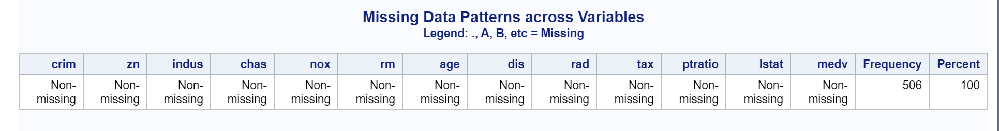 Missing Data Patterns across Variables
Legend: ., A, B, etc = Missing
crim zn indus chas nox rm age dis rad tax ptratio lstat medv Frequency Percent
Non- Non- Non- Non- Non- Non- Non- Non- Non- Non- Non- Non- Non- 506 100
missing missing missing missing missing missing missing missing missing missing missing missing missing